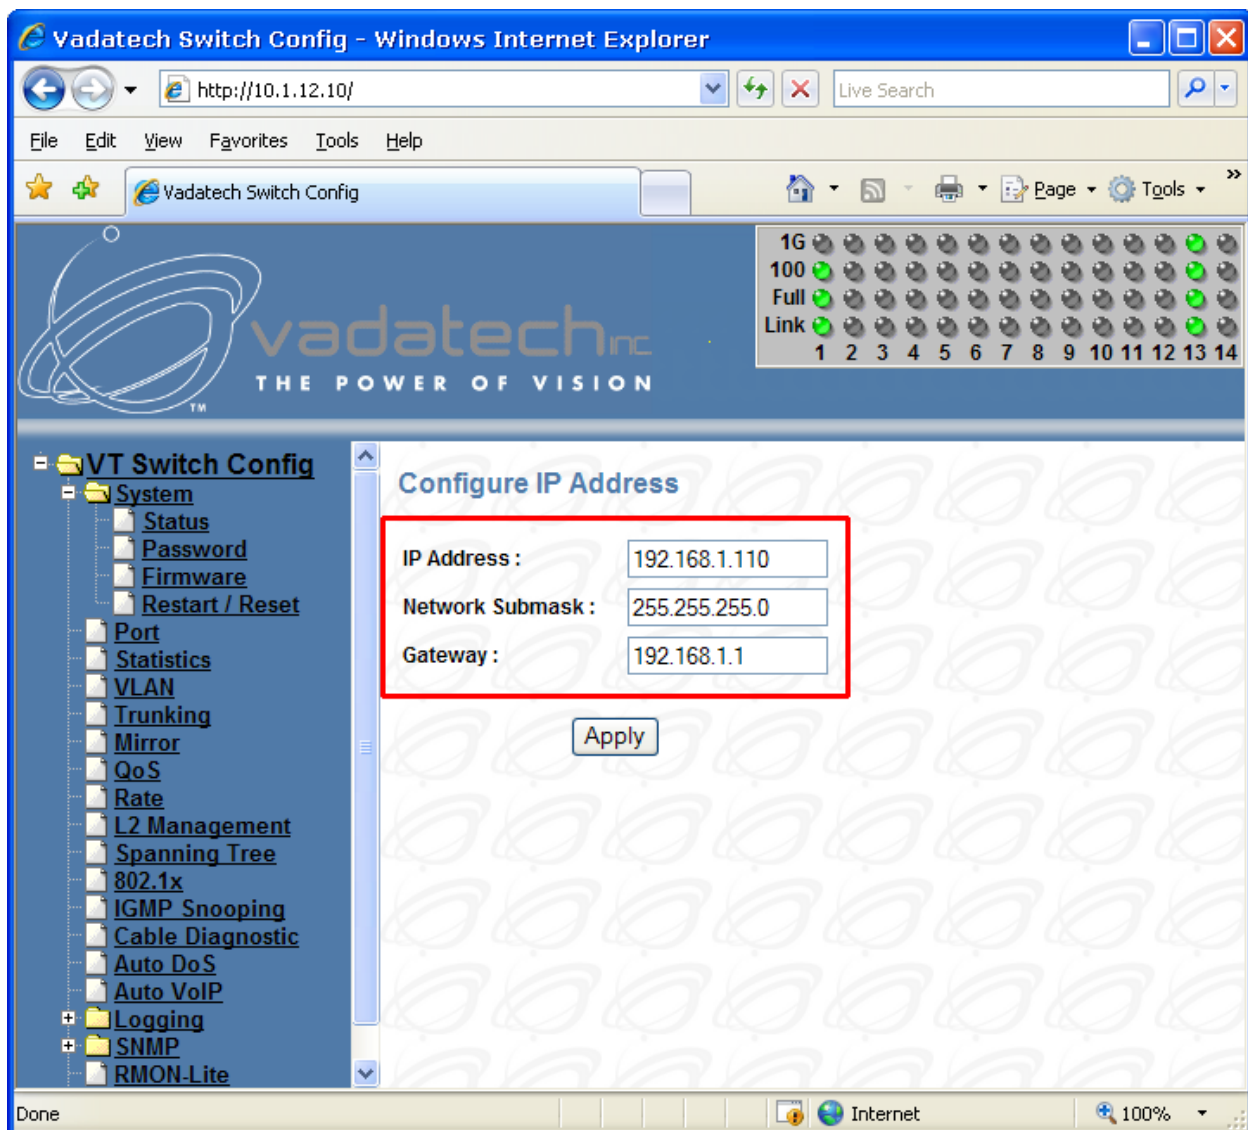 Vadatech Switch Config - Windows Internet Explorer
http://10.1.12.10/
Live Search
File Edit View Favorites Tools Help
Vadatech Switch Config
Page Tools »
1G
100
Full
Link
1 2 3 4 5 6 7 8 9 10 11 12 13 14
vadatech inc
THE POWER OF VISION
TM
VT Switch Config
System
Status
Password
Firmware
Restart / Reset
Port
Statistics
VLAN
Trunking
Mirror
QoS
Rate
L2 Management
Spanning Tree
802.1x
IGMP Snooping
Cable Diagnostic
Auto DoS
Auto VoIP
Logging
SNMP
RMON-Lite
Configure IP Address
IP Address : 192.168.1.110
Network Submask : 255.255.255.0
Gateway : 192.168.1.1
Apply
Done
Internet
100%